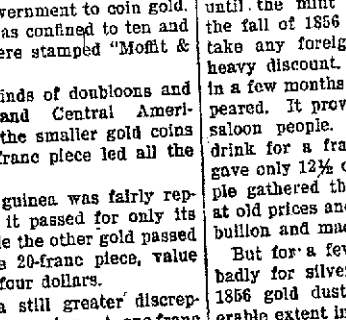 vernment to coin gold.
as confined to ten and
ere stamped "Moffit &
inds of doubloons and
and Central Ameri-
the smaller gold coins
franc piece led all the
guinea was fairly rep-
it passed for only its
le the other gold passed
a 20-franc piece, value
four dollars.
a still greater discrep-
until the mint
the fall of 1856
take any foreig
heavy discount.
in a few months
peared. It prov
saloon people.
drink for a fra
gave only 12½ c
ple gathered th
at old prices and
bullion and mad
But for a few
badly for silve
1856 gold dust
erable extent in